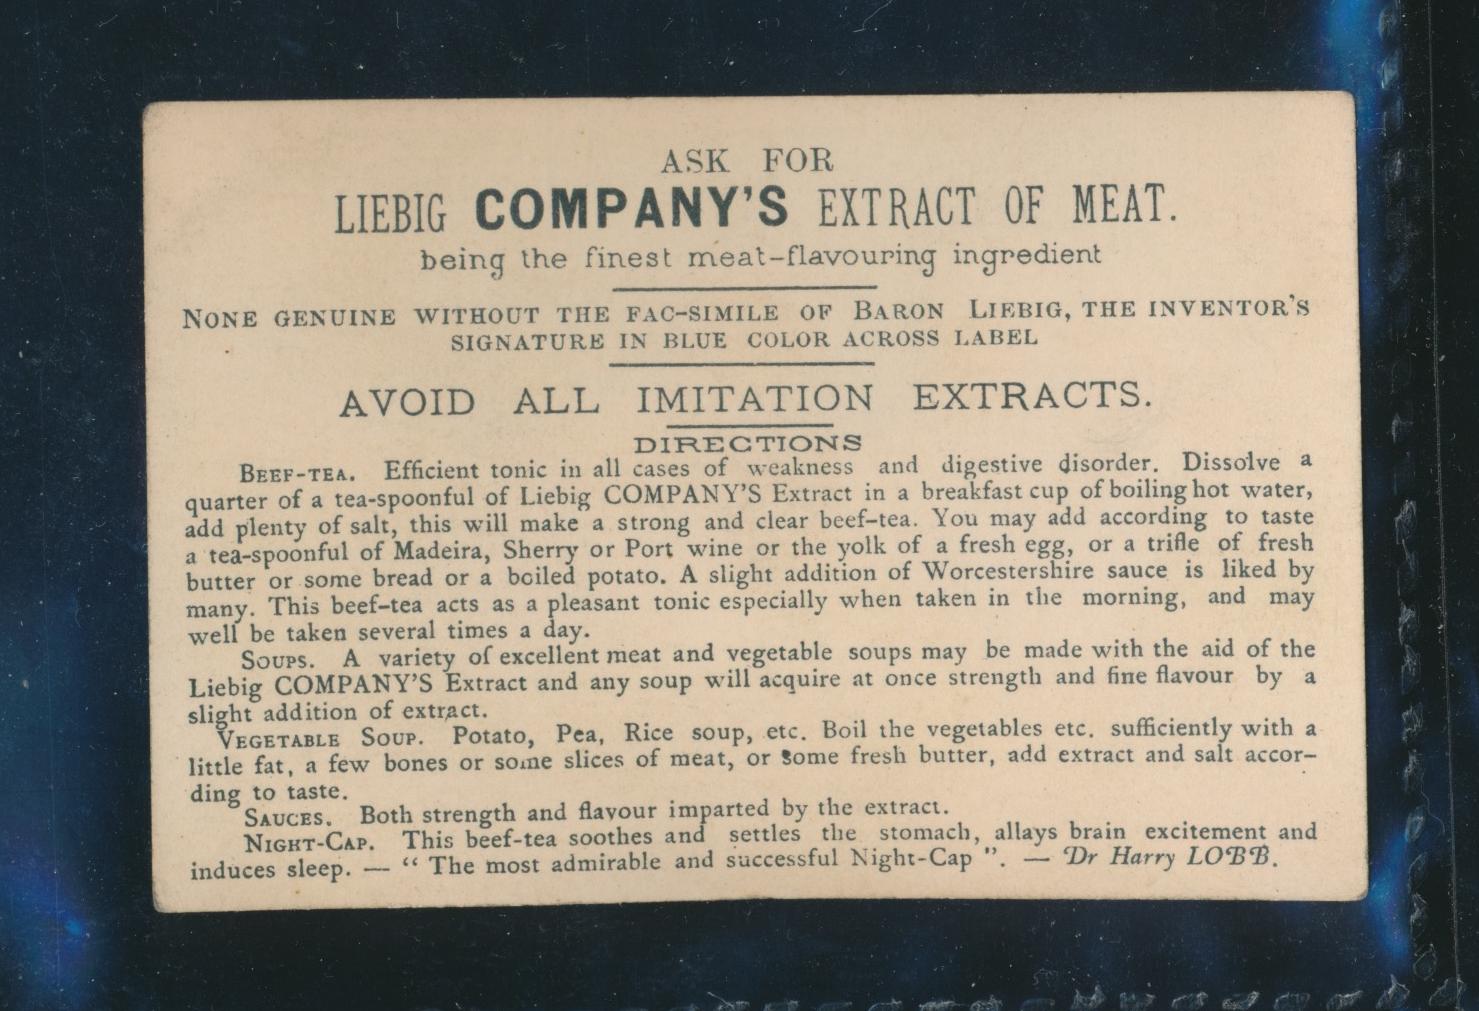 ASK FOR
LIEBIG COMPANY'S EXTRACT OF MEAT.
being the finest meat-flavouring ingredient
NONE GENUINE WITHOUT THE FAC-SIMILE OF BARON LIEBIG, THE INVENTOR'S
SIGNATURE IN BLUE COLOR ACROSS LABEL
AVOID ALL IMITATION EXTRACTS.
DIRECTIONS
BEEF-TEA. Efficient tonic in all cases of weakness and digestive disorder. Dissolve a
quarter of a tea-spoonful of Liebig COMPANY'S Extract in a breakfast cup of boiling hot water,
add plenty of salt, this will make a strong and clear beef-tea. You may add according to taste
a tea-spoonful of Madeira, Sherry or Port wine or the yolk of a fresh egg, or a trifle of fresh
butter or some bread or a boiled potato. A slight addition of Worcestershire sauce is liked by
many. This beef-tea acts as a pleasant tonic especially when taken in the morning, and may
well be taken several times a day.
SOUPS. A variety of excellent meat and vegetable soups may be made with the aid of the
Liebig COMPANY'S Extract and any soup will acquire at once strength and fine flavour by a
slight addition of extract.
VEGETABLE SOUP. Potato, Pea, Rice soup, etc. Boil the vegetables etc. sufficiently with a
little fat, a few bones or some slices of meat, or some fresh butter, add extract and salt accor-
ding to taste.
SAUCES. Both strength and flavour imparted by the extract.
NIGHT-CAP. This beef-tea soothes and settles the stomach, allays brain excitement and
induces sleep. — " The most admirable and successful Night-Cap ". — Dr Harry LOBB.